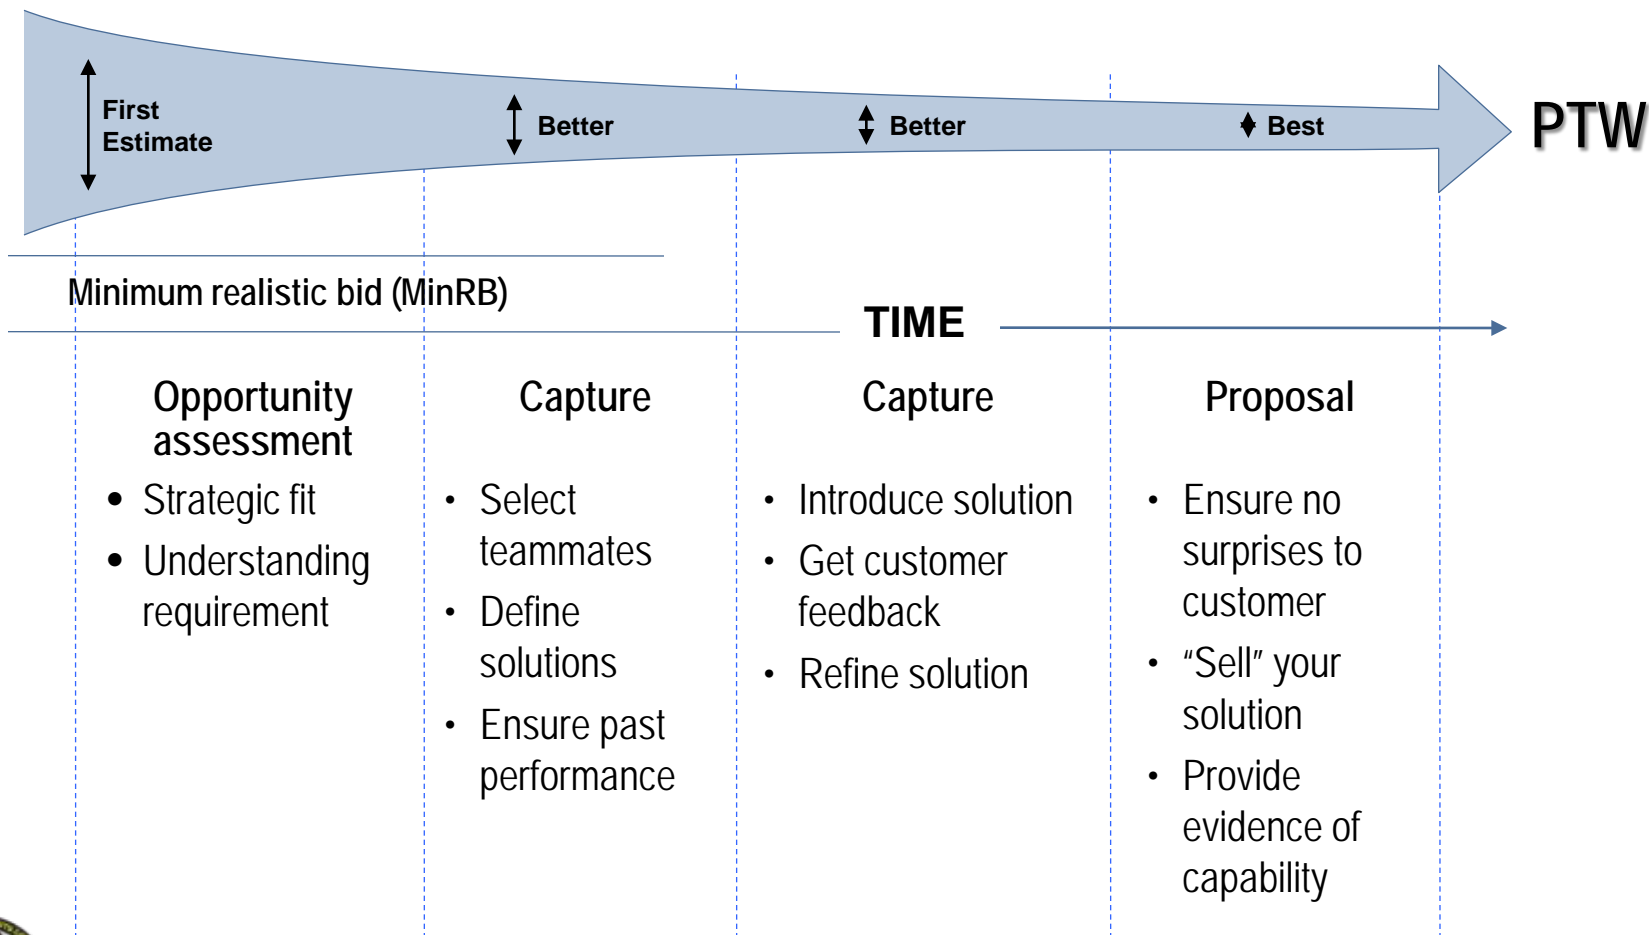 First
Estimate
Better
Better
Best
PTW
Minimum realistic bid (MinRB)
TIME
Opportunity
assessment
• Strategic fit
• Understanding
requirement
Capture
• Select
teammates
• Define
solutions
• Ensure past
performance
Capture
• Introduce solution
• Get customer
feedback
• Refine solution
Proposal
• Ensure no
surprises to
customer
• “Sell” your
solution
• Provide
evidence of
capability